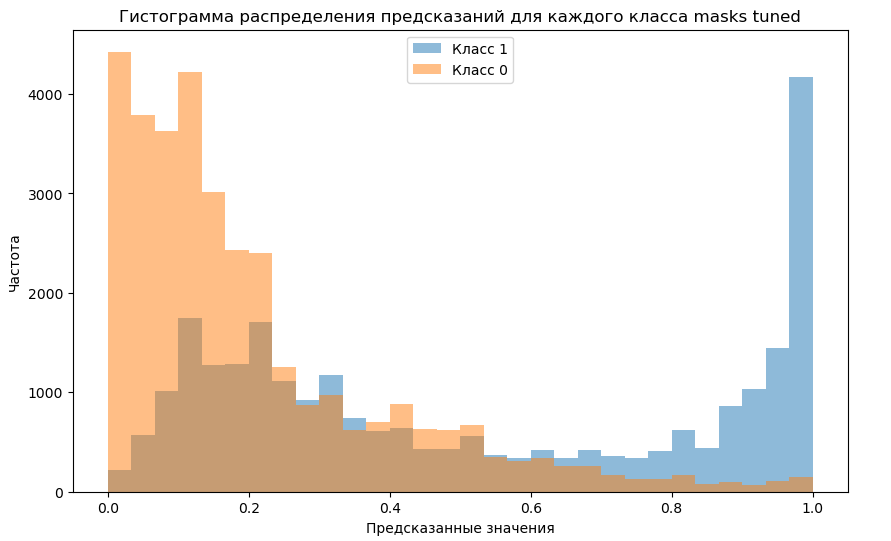 Гистограмма распределения предсказаний для каждого класса masks tuned
Класс 1
Класс 0
Частота
4000
3000
2000
1000
0
0.0 0.2 0.4 0.6 0.8 1.0
Предсказанные значения